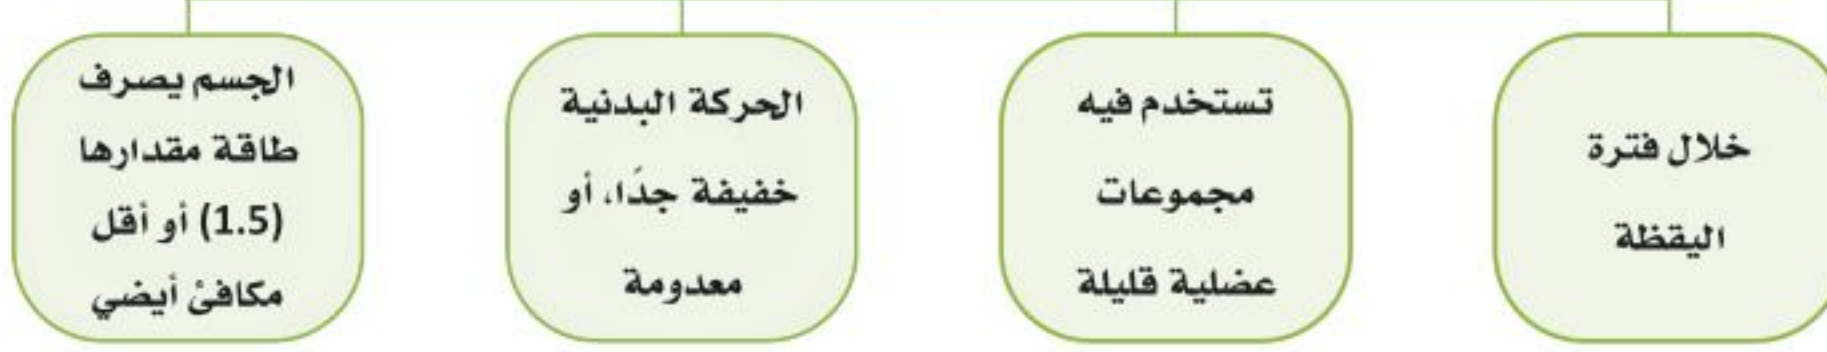 خلال فترة
اليقظة
تستخدم فيه
مجموعات
عضلية قليلة
الحركة البدنية
خفيفة جدًا، أو
معدومة
الجسم يصرف
طاقة مقدارها
(1.5) أو أقل
مكافئ أيضي